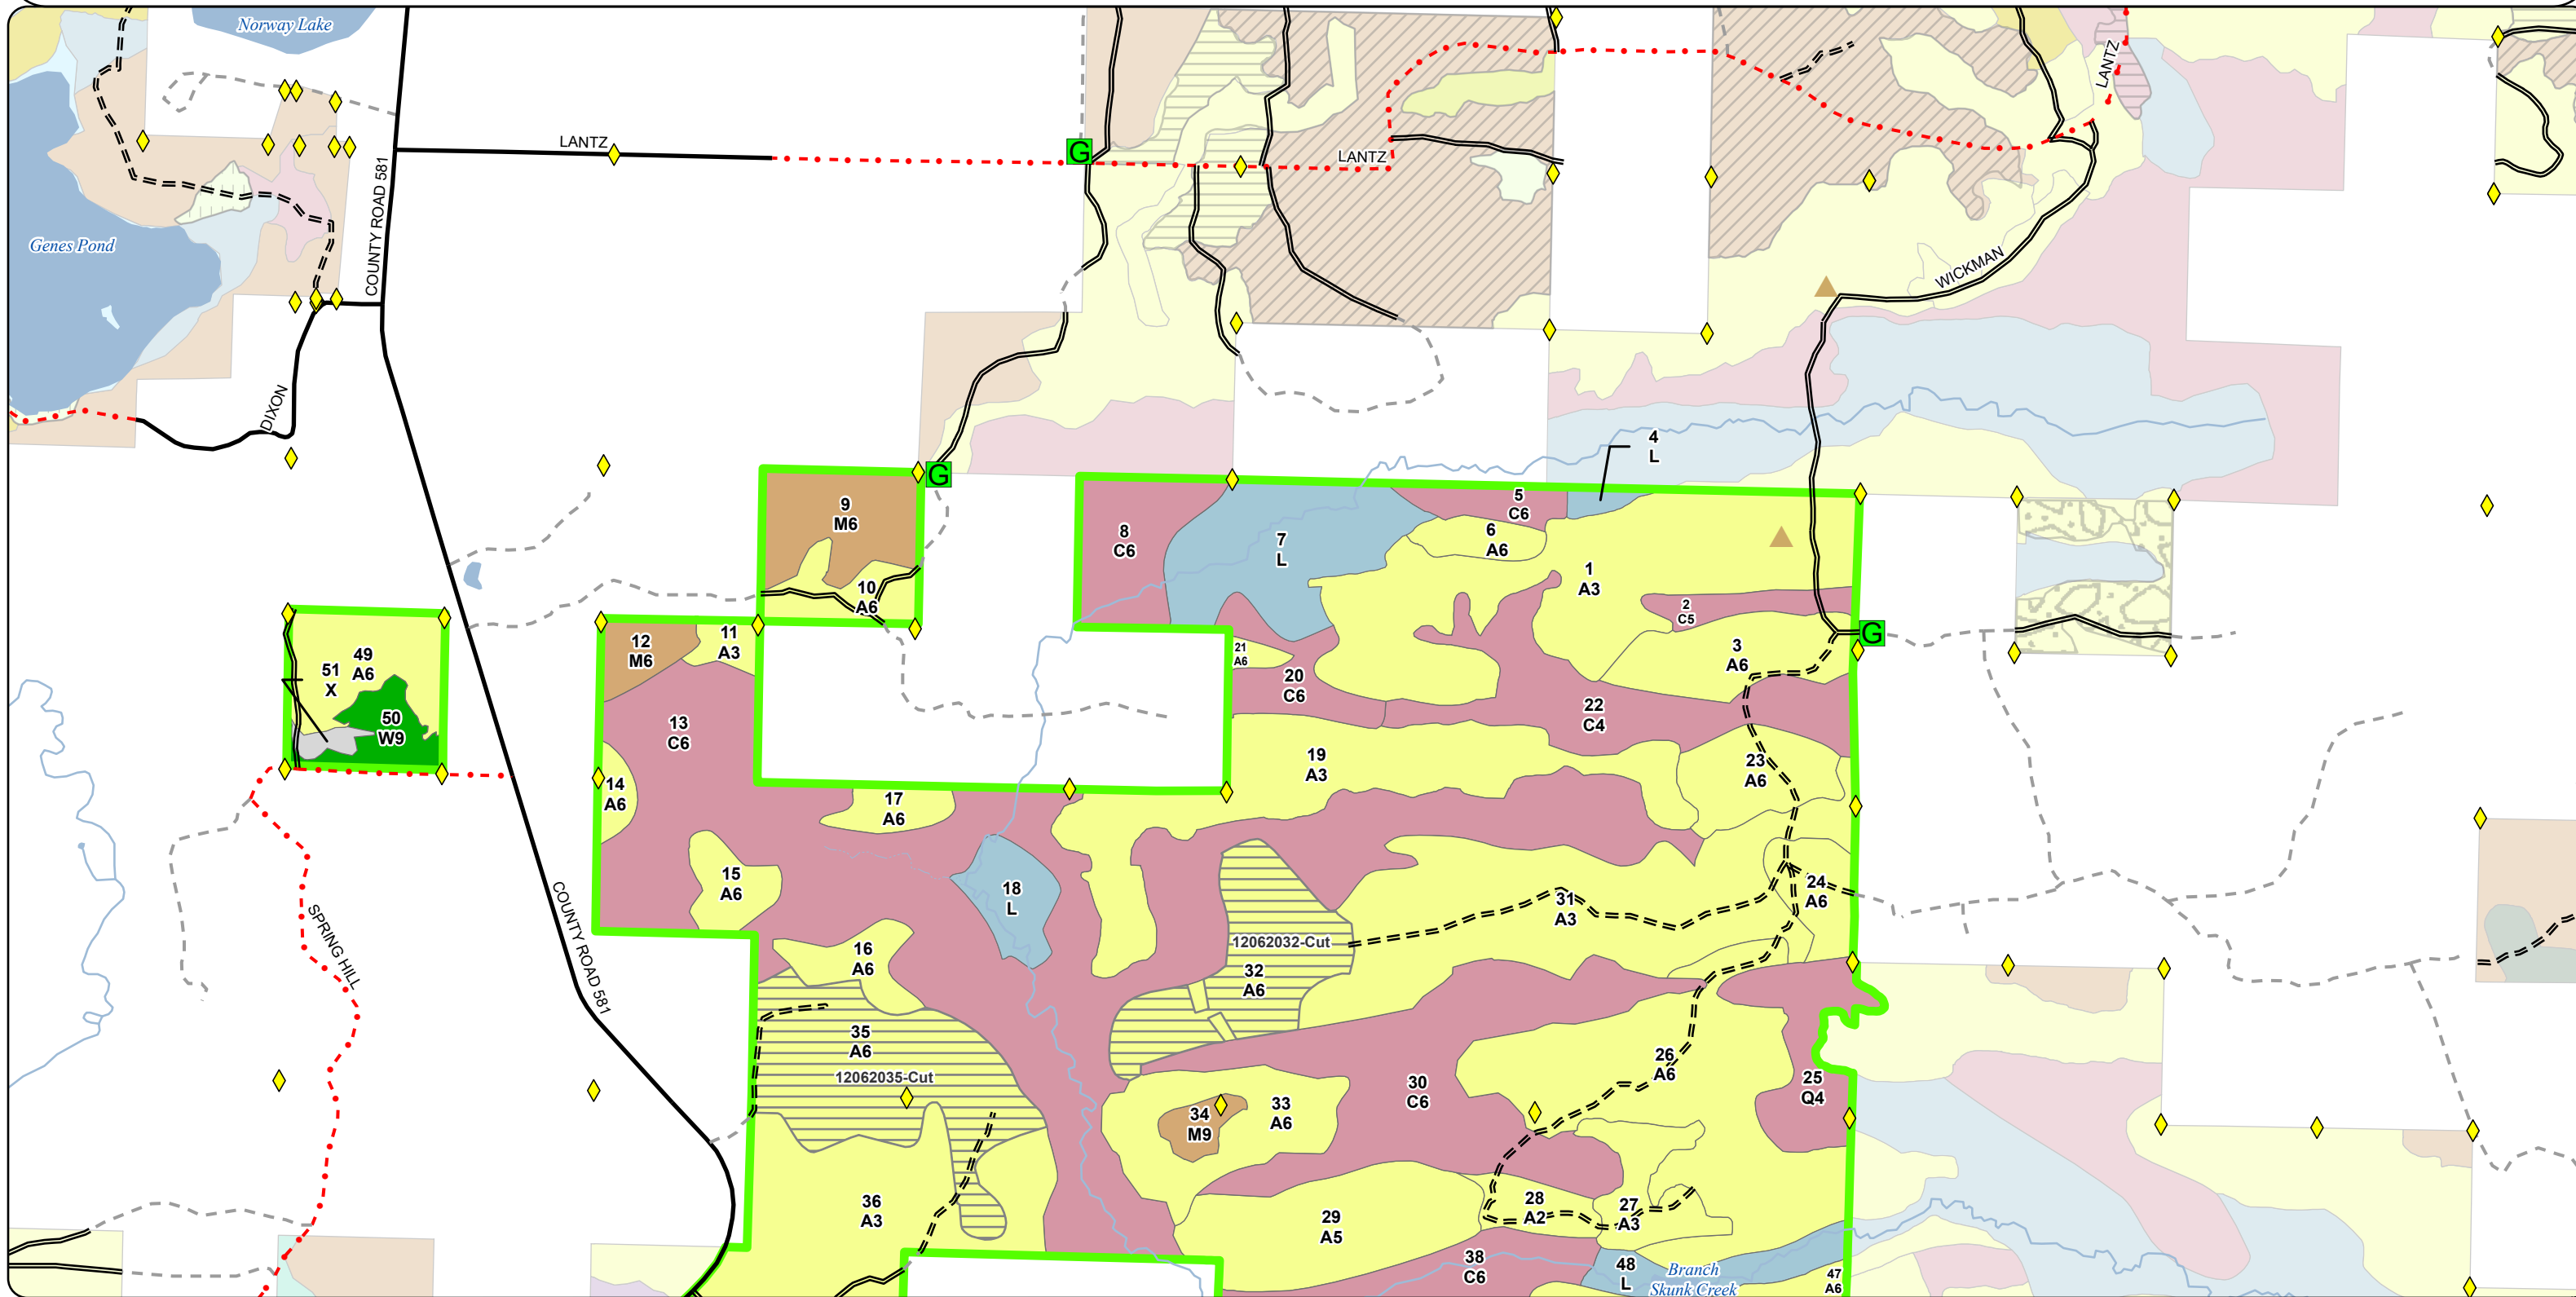 Norway Lake
LANTZ
COUNTY ROAD 581
G
LANTZ
LANTZ
Genes Pond
WICKMAN
DIXON
4
L
G
9
M6
8
C6
7
L
5
C6
6
A6
1
A3
10
A6
2
C5
12
M6
11
A3
21
A6
3
A6
G
49
A6
51
X
20
C6
50
W9
13
C6
22
C4
19
A3
23
A6
14
A6
17
A6
15
A6
18
L
24
A6
31
A3
SPRING HILL
COUNTY ROAD 581
16
A6
12062032-Cut
32
A6
35
A6
12062035-Cut
26
A6
30
C6
25
Q4
34
M9
33
A6
36
A3
29
A5
28
A2
27
A3
38
C6
48
L
Branch
Skunk Creek
47
A6